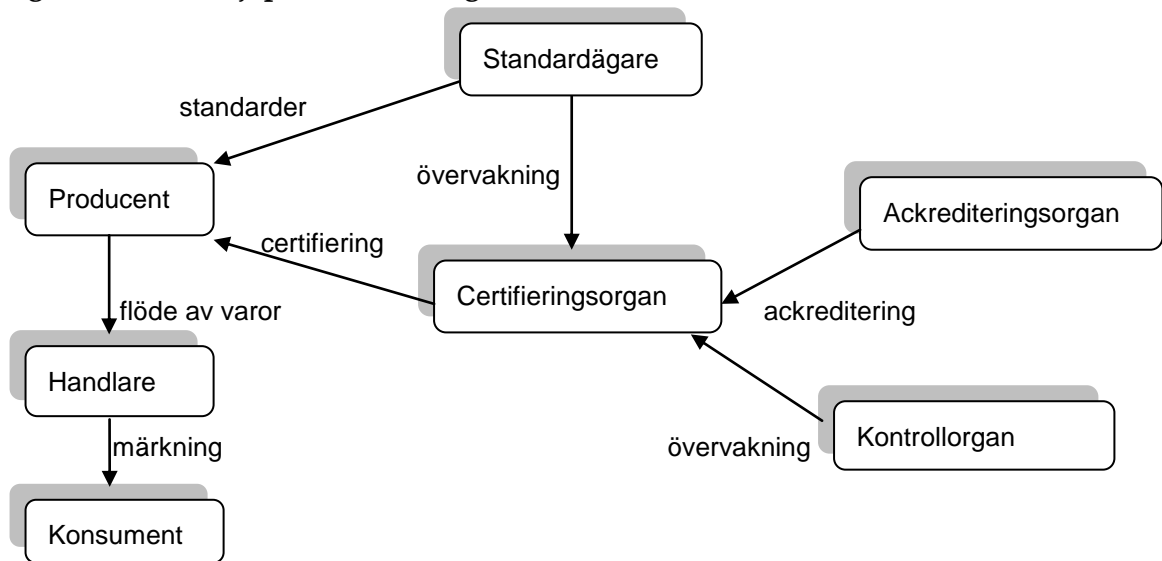 Standardägare
standarder
övervakning
Producent
Ackrediteringsorgan
certifiering
Certifieringsorgan
flöde av varor
ackreditering
Handlare
märkning
övervakning
Kontrollorgan
Konsument